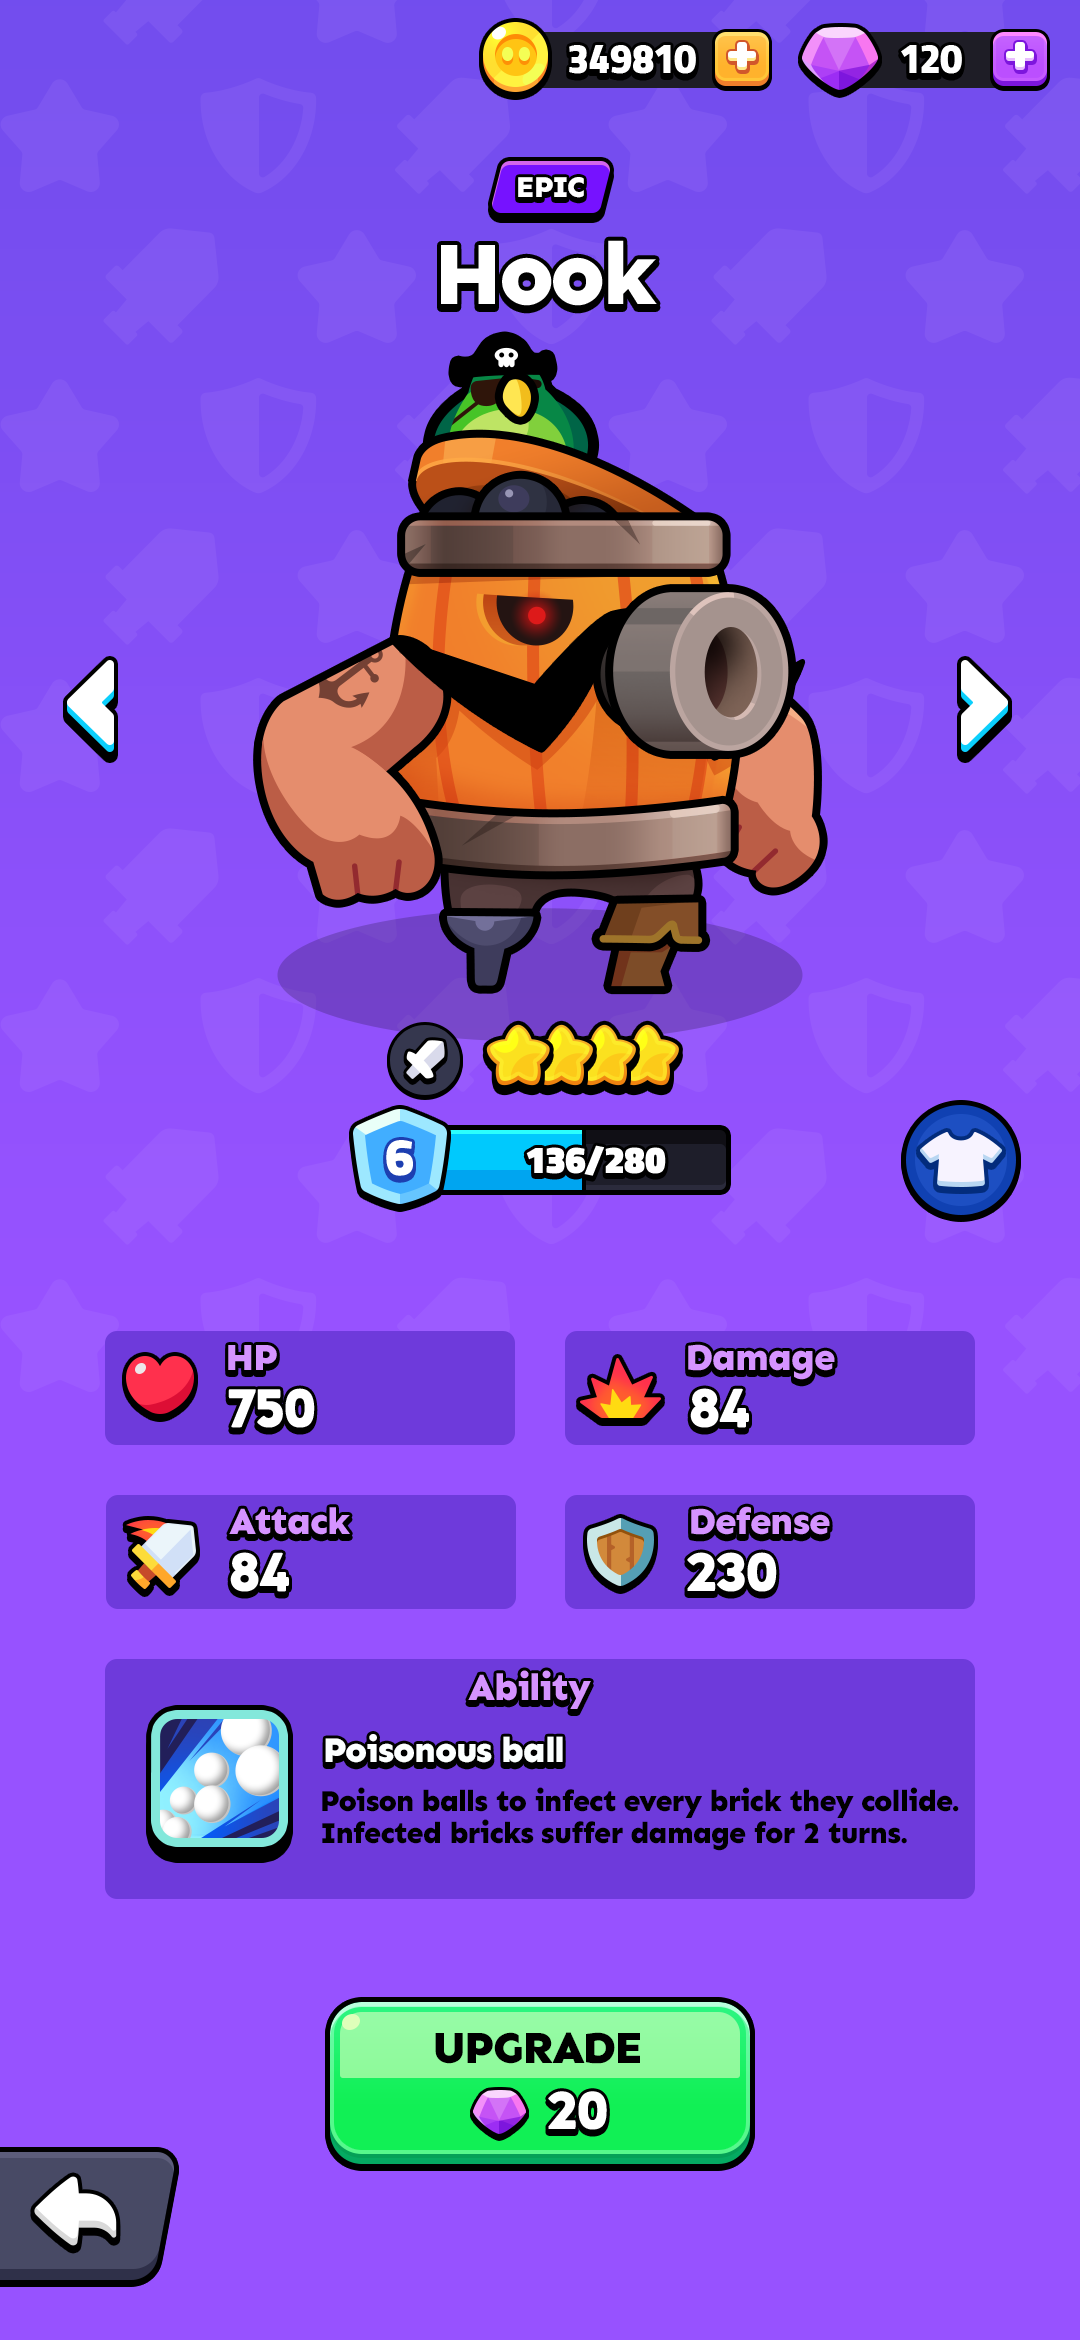 349810
120
EPIC
Hook
6
136/280
HP
750
Damage
84
Attack
84
Defense
230
Ability
Poisonous ball
Poison balls to infect every brick they collide.
Infected bricks suffer damage for 2 turns.
UPGRADE
20